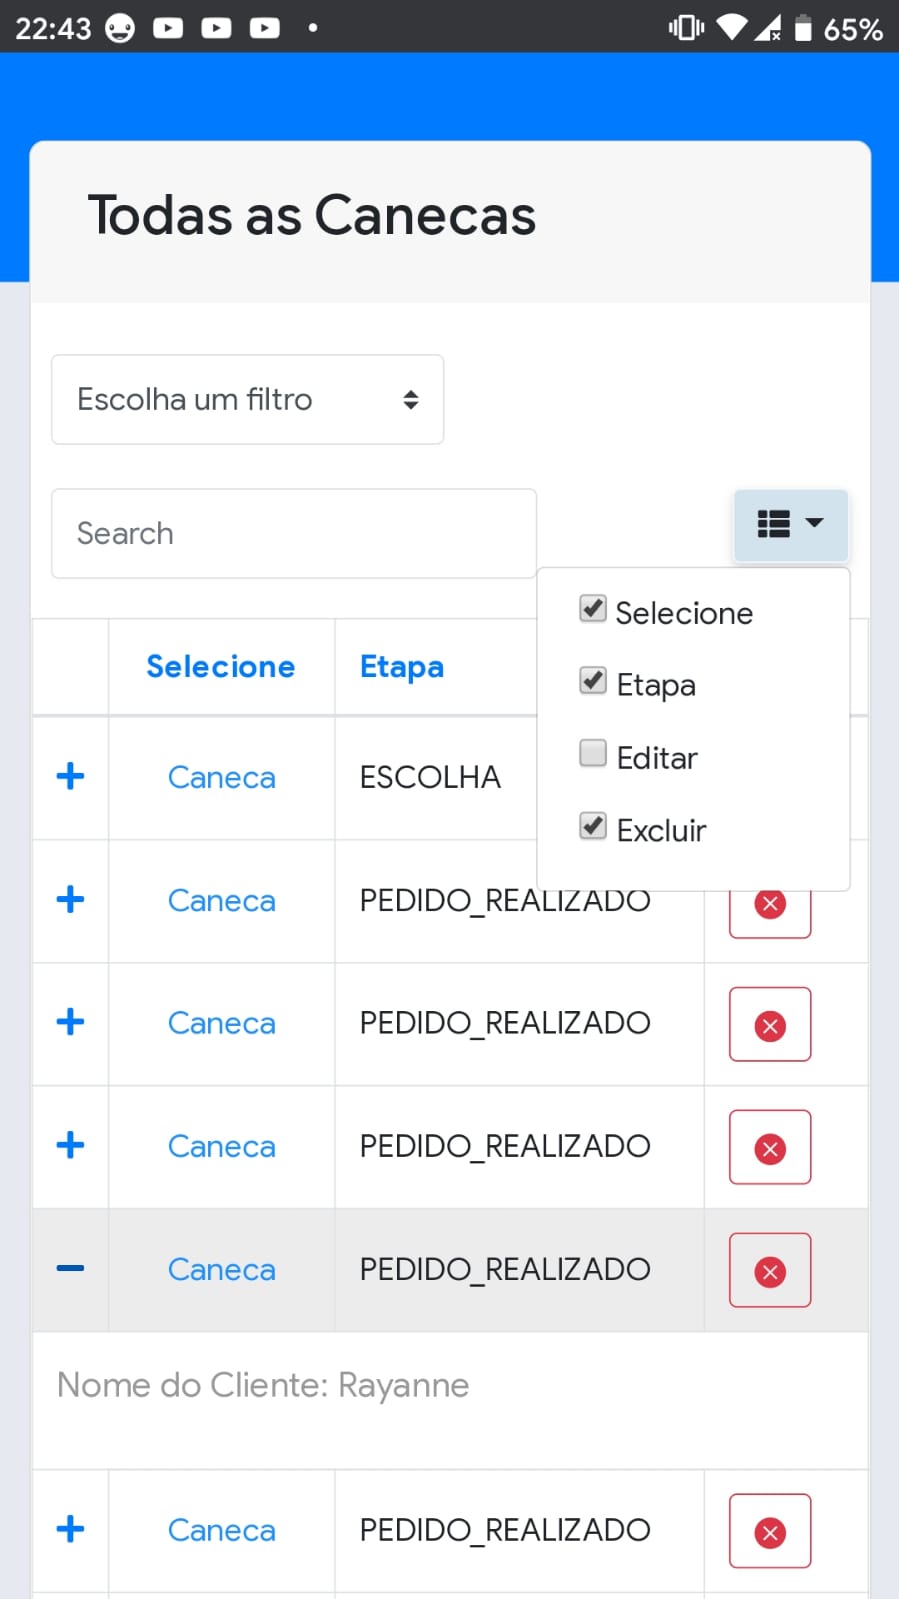 22:43 65%
Todas as Canecas
Escolha um filtro
Search
Selecione
Etapa
Editar
Excluir
Selecione Etapa
Caneca ESCOLHA
Caneca PEDIDO_REALIZADO
Caneca PEDIDO_REALIZADO
Caneca PEDIDO_REALIZADO
Caneca PEDIDO_REALIZADO
Nome do Cliente: Rayanne
Caneca PEDIDO_REALIZADO